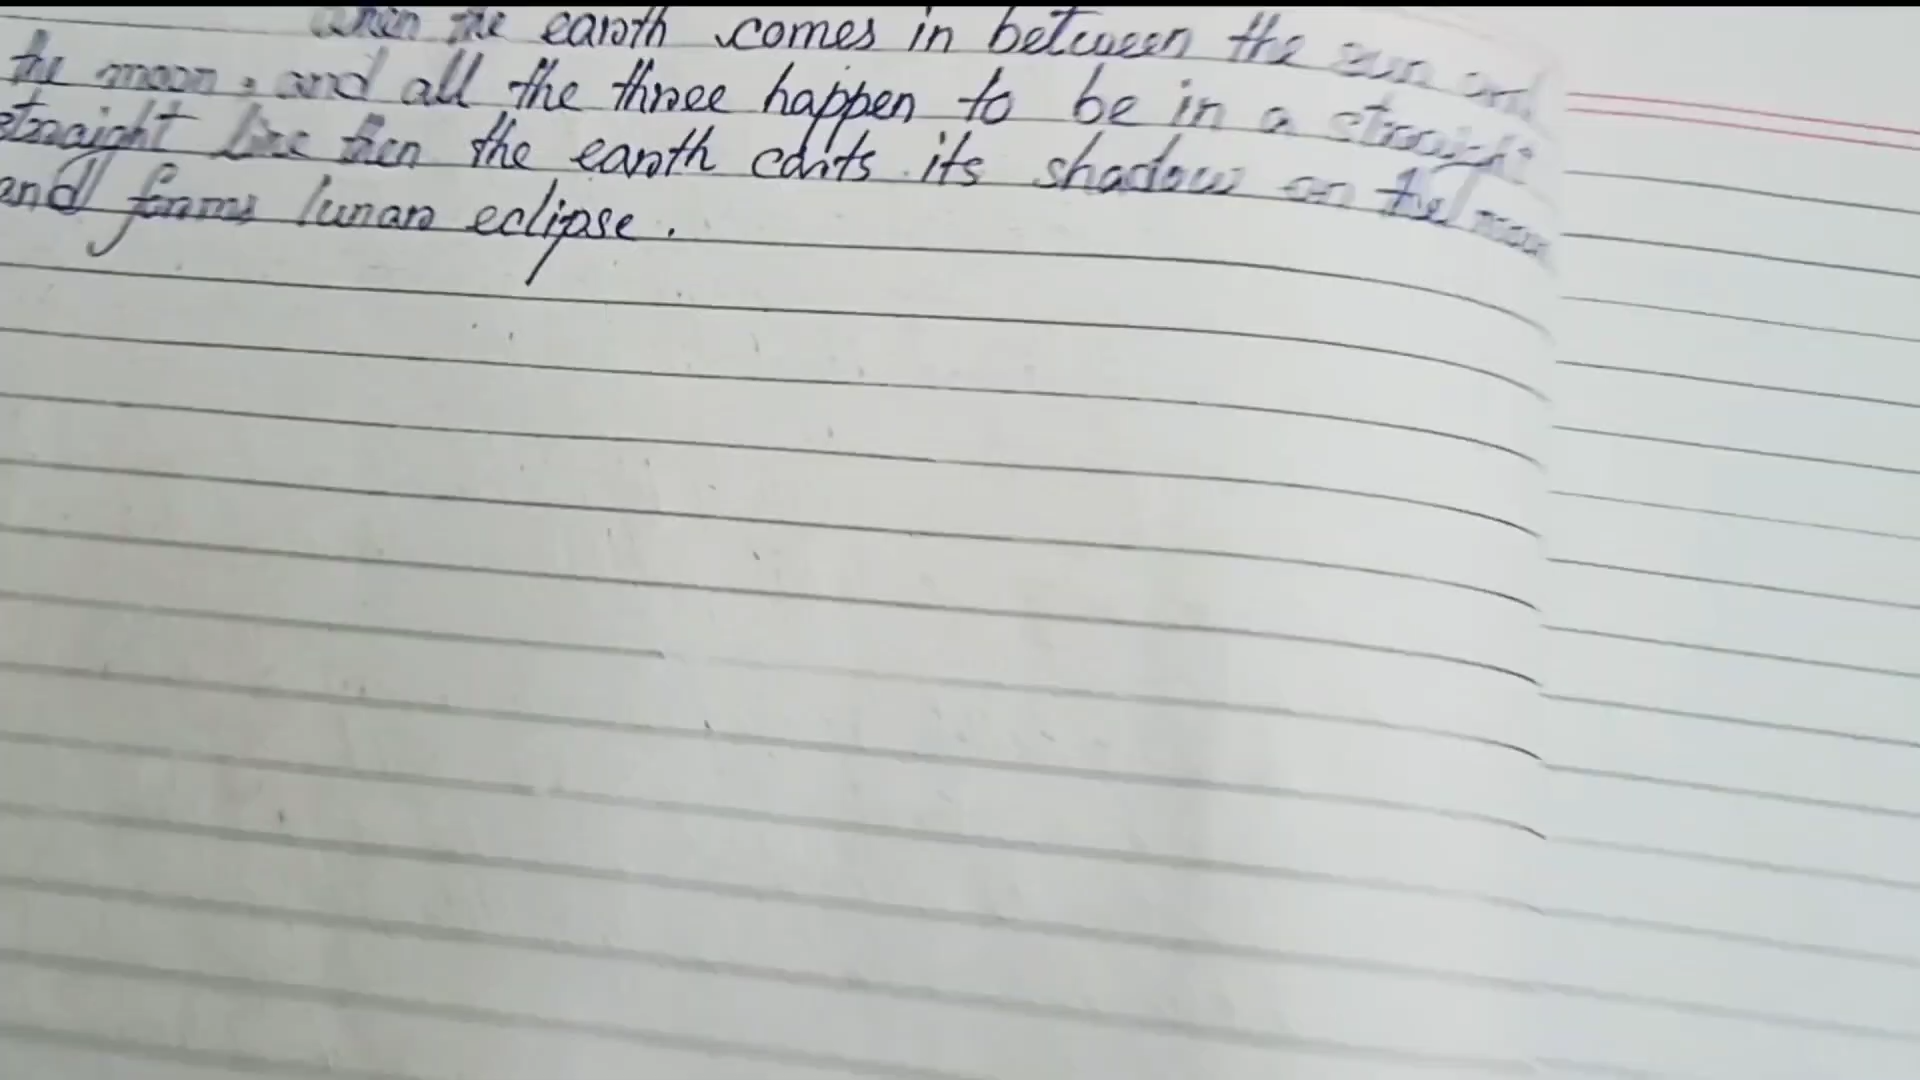 when the earth comes in between the sun and
the moon, and all the three happen to be in a straight
straight line then the earth casts its shadow on the moon
and forms lunar eclipse.